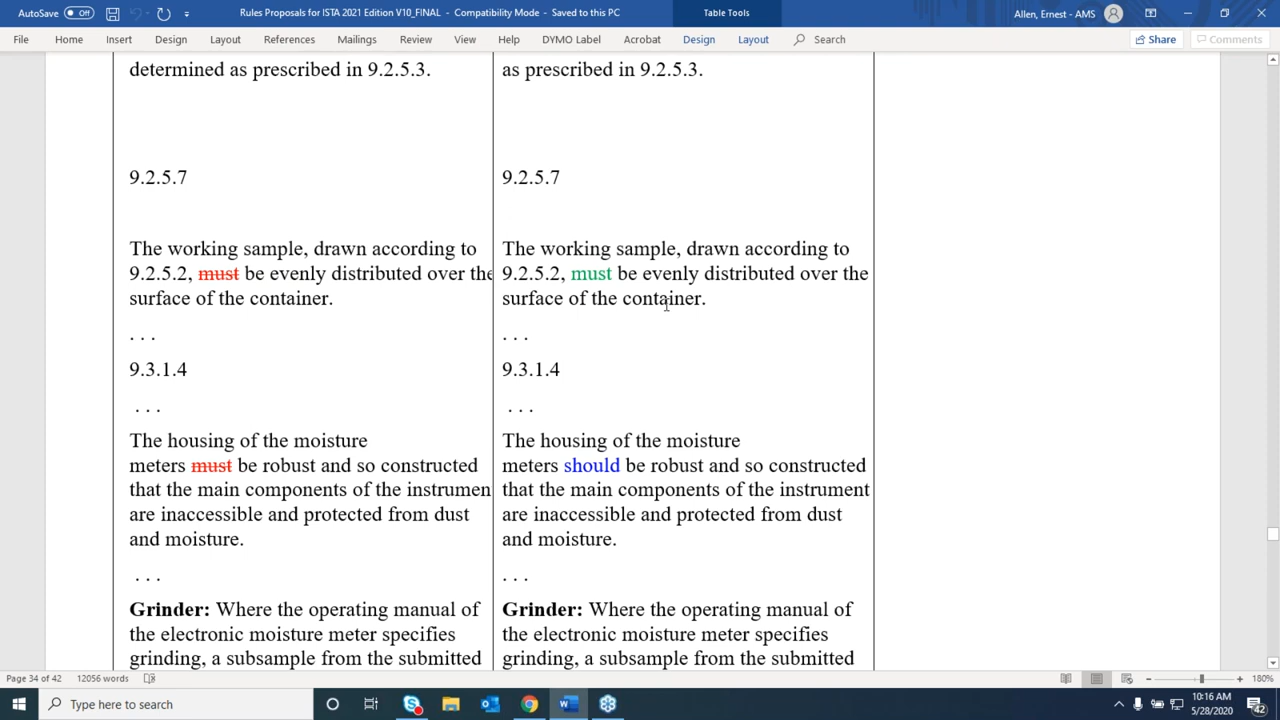 AutoSave Off Rules Proposals for ISTA 2021 Edition V10_FINAL - Compatibility Mode - Saved to this PC Table Tools Allen, Ernest - AMS
File Home Insert Design Layout References Mailings Review View Help DYMO Label Acrobat Design Layout Search Share Comments
determined as prescribed in 9.2.5.3.
9.2.5.7
The working sample, drawn according to
9.2.5.2, must be evenly distributed over the
surface of the container.
. . .
9.3.1.4
. . .
The housing of the moisture
meters must be robust and so constructed
that the main components of the instrumen
are inaccessible and protected from dust
and moisture.
. . .
Grinder: Where the operating manual of
the electronic moisture meter specifies
grinding, a subsample from the submitted
as prescribed in 9.2.5.3.
9.2.5.7
The working sample, drawn according to
9.2.5.2, must be evenly distributed over the
surface of the container.
. . .
9.3.1.4
. . .
The housing of the moisture
meters should be robust and so constructed
that the main components of the instrument
are inaccessible and protected from dust
and moisture.
. . .
Grinder: Where the operating manual of
the electronic moisture meter specifies
grinding, a subsample from the submitted
Page 34 of 42 12056 words 180%
Type here to search
10:16 AM
5/28/2020
42